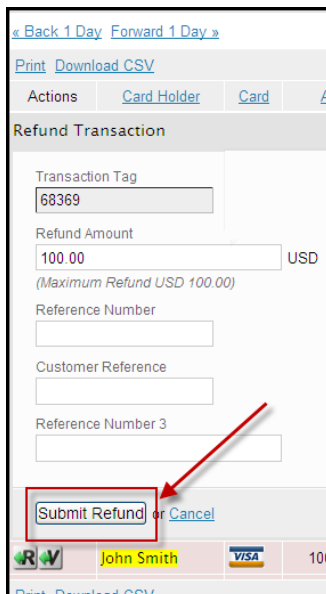 « Back 1 Day Forward 1 Day »
Print Download CSV
Actions Card Holder Card
Refund Transaction
Transaction Tag
68369
Refund Amount
100.00 USD
(Maximum Refund USD 100.00)
Reference Number
Customer Reference
Reference Number 3
Submit Refund or Cancel
R V John Smith VISA 100
Print Download CSV